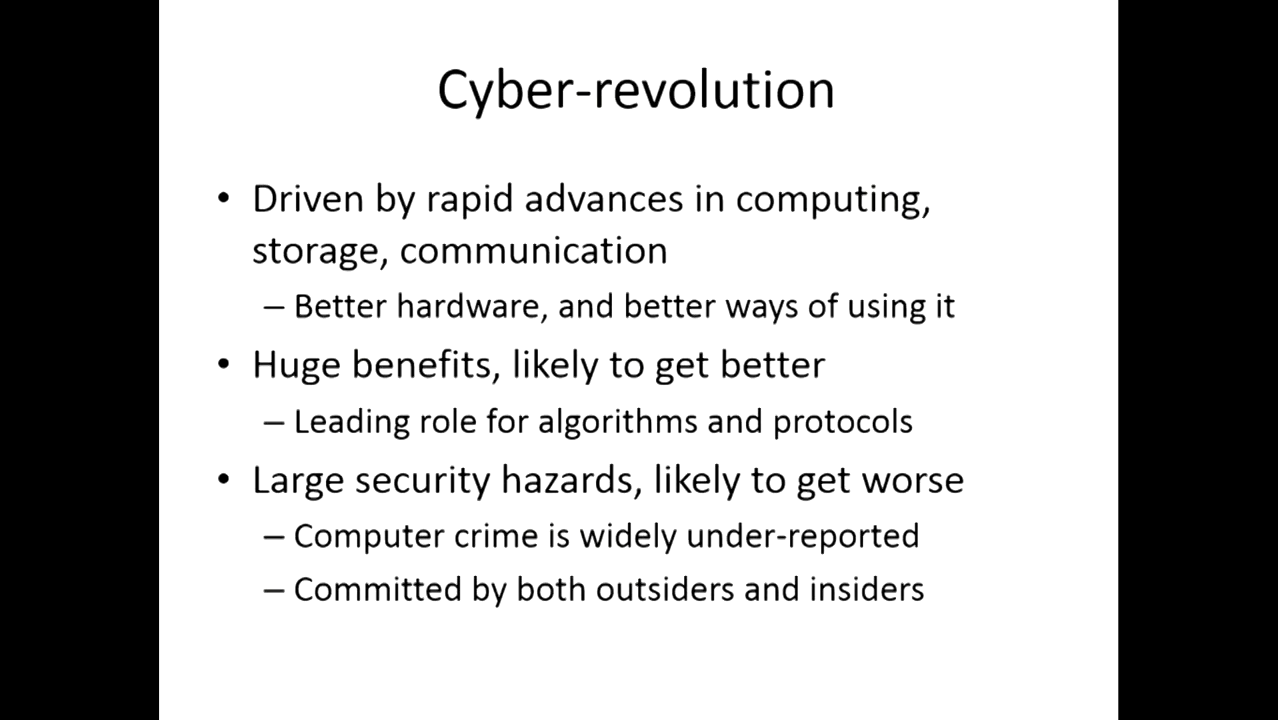 Cyber-revolution
• Driven by rapid advances in computing,
storage, communication
– Better hardware, and better ways of using it
• Huge benefits, likely to get better
– Leading role for algorithms and protocols
• Large security hazards, likely to get worse
– Computer crime is widely under-reported
– Committed by both outsiders and insiders